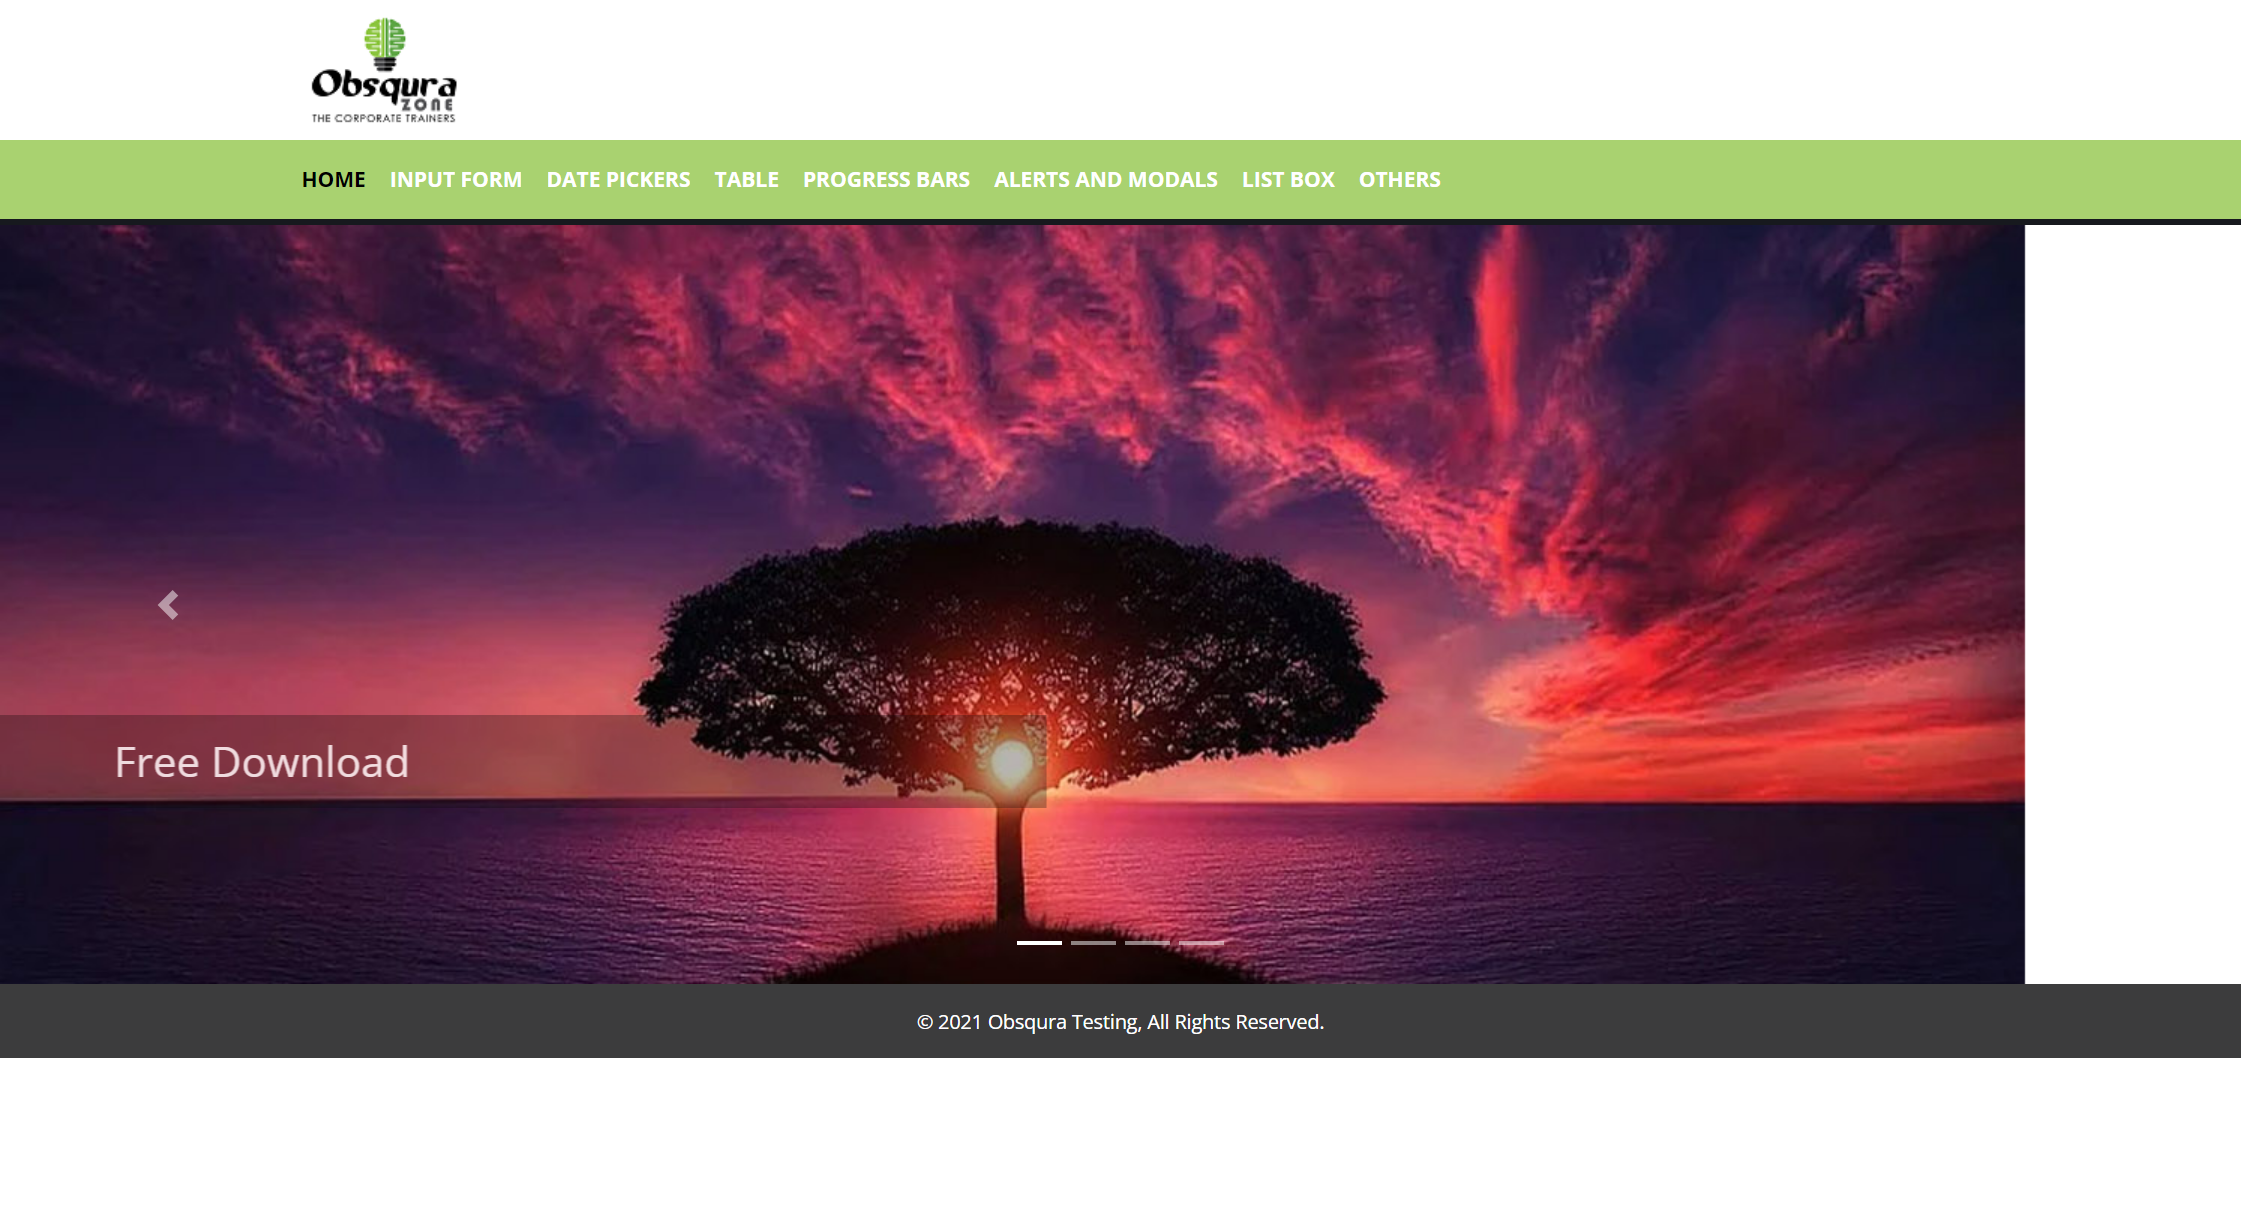 Obsqura
ZONE
THE CORPORATE TRAINERS
HOME INPUT FORM DATE PICKERS TABLE PROGRESS BARS ALERTS AND MODALS LIST BOX OTHERS
Free Download
© 2021 Obsqura Testing, All Rights Reserved.